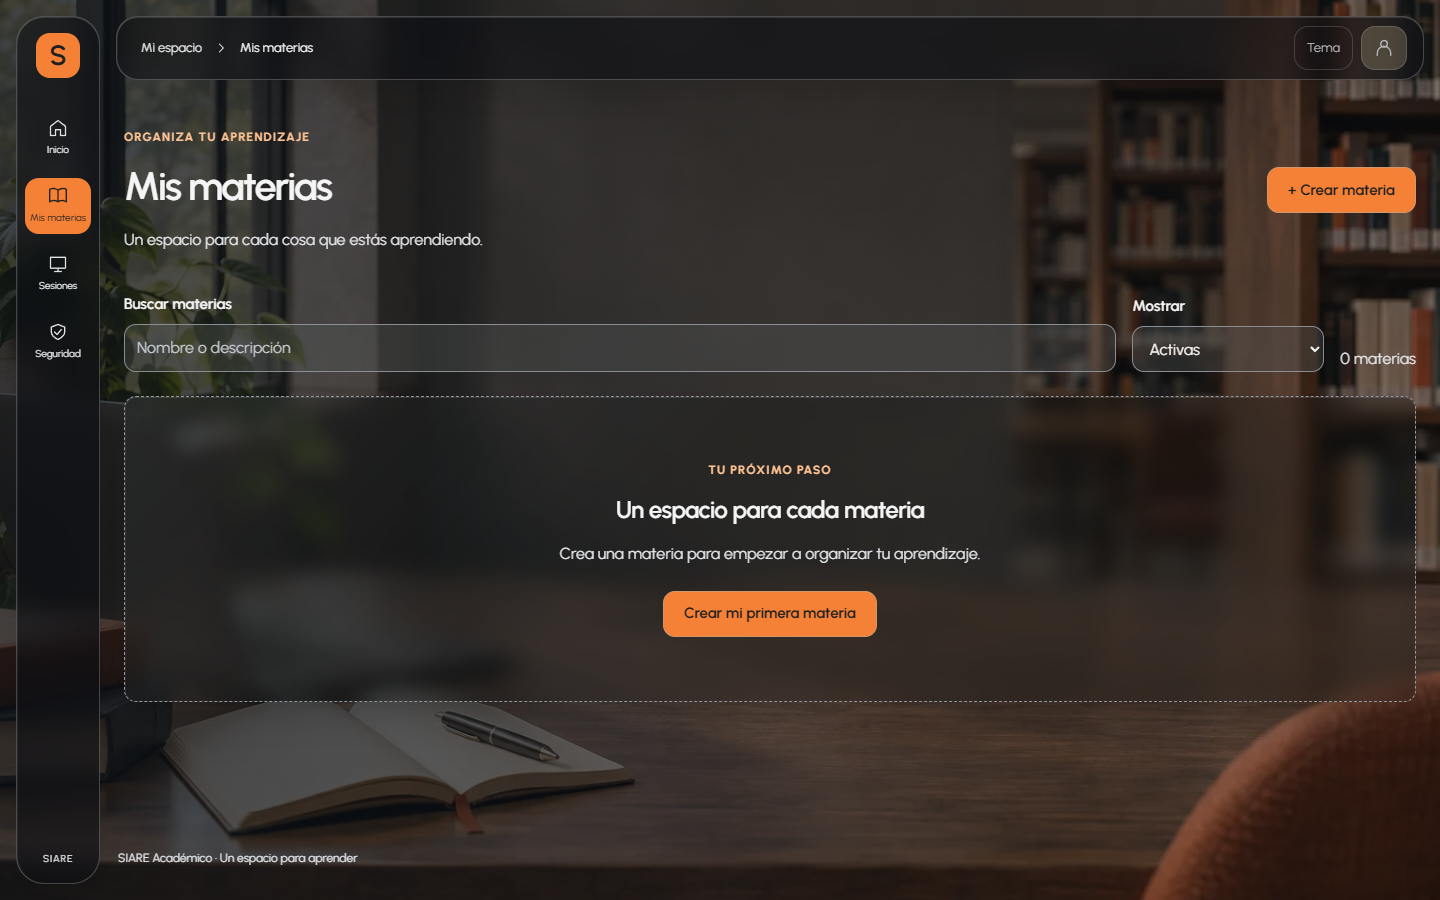 S
Mi espacio > Mis materias
Tema
Inicio
Mis materias
Sesiones
Seguridad
ORGANIZA TU APRENDIZAJE
Mis materias
+ Crear materia
Un espacio para cada cosa que estás aprendiendo.
Buscar materias
Nombre o descripción
Mostrar
Activas
0 materias
TU PRÓXIMO PASO
Un espacio para cada materia
Crea una materia para empezar a organizar tu aprendizaje.
Crear mi primera materia
SIARE
SIARE Académico · Un espacio para aprender